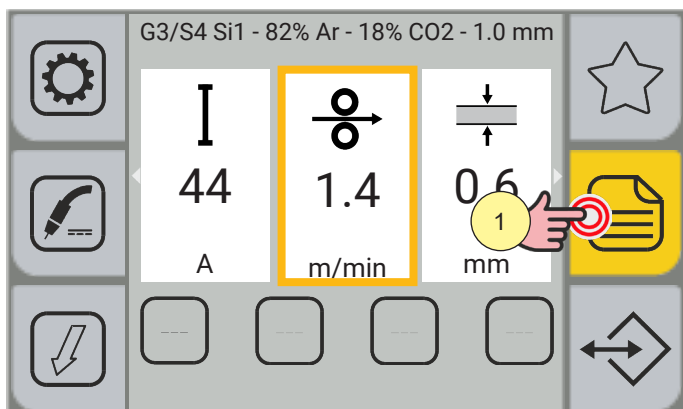 G3/S4 Si1 - 82% Ar - 18% CO2 - 1.0 mm
44 1.4 0.6
1
A m/min mm
--- --- --- ---